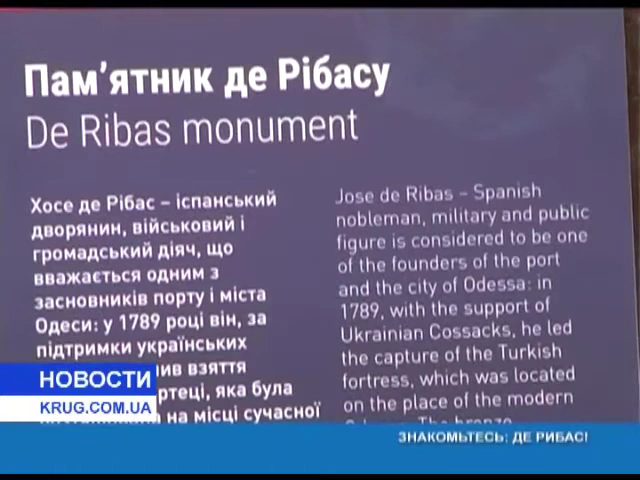 Пам'ятник де Рібасу
De Ribas monument
Хосе де Рібас – іспанський
дворянин, військовий і
громадський діяч, що
вважається одним з
засновників порту і міста
Одеси: у 1789 році він, за
підтримки українських
взяття
яка була
на місці сучасної
Jose de Ribas – Spanish
nobleman, military and public
figure is considered to be one
of the founders of the port
and the city of Odessa: in
1789, with the support of
Ukrainian Cossacks, he led
the capture of the Turkish
fortress, which was located
on the place of the modern
The bronze
НОВОСТИ
KRUG.COM.UA
ЗНАКОМЬТЕСЬ: ДЕ РИБАС!